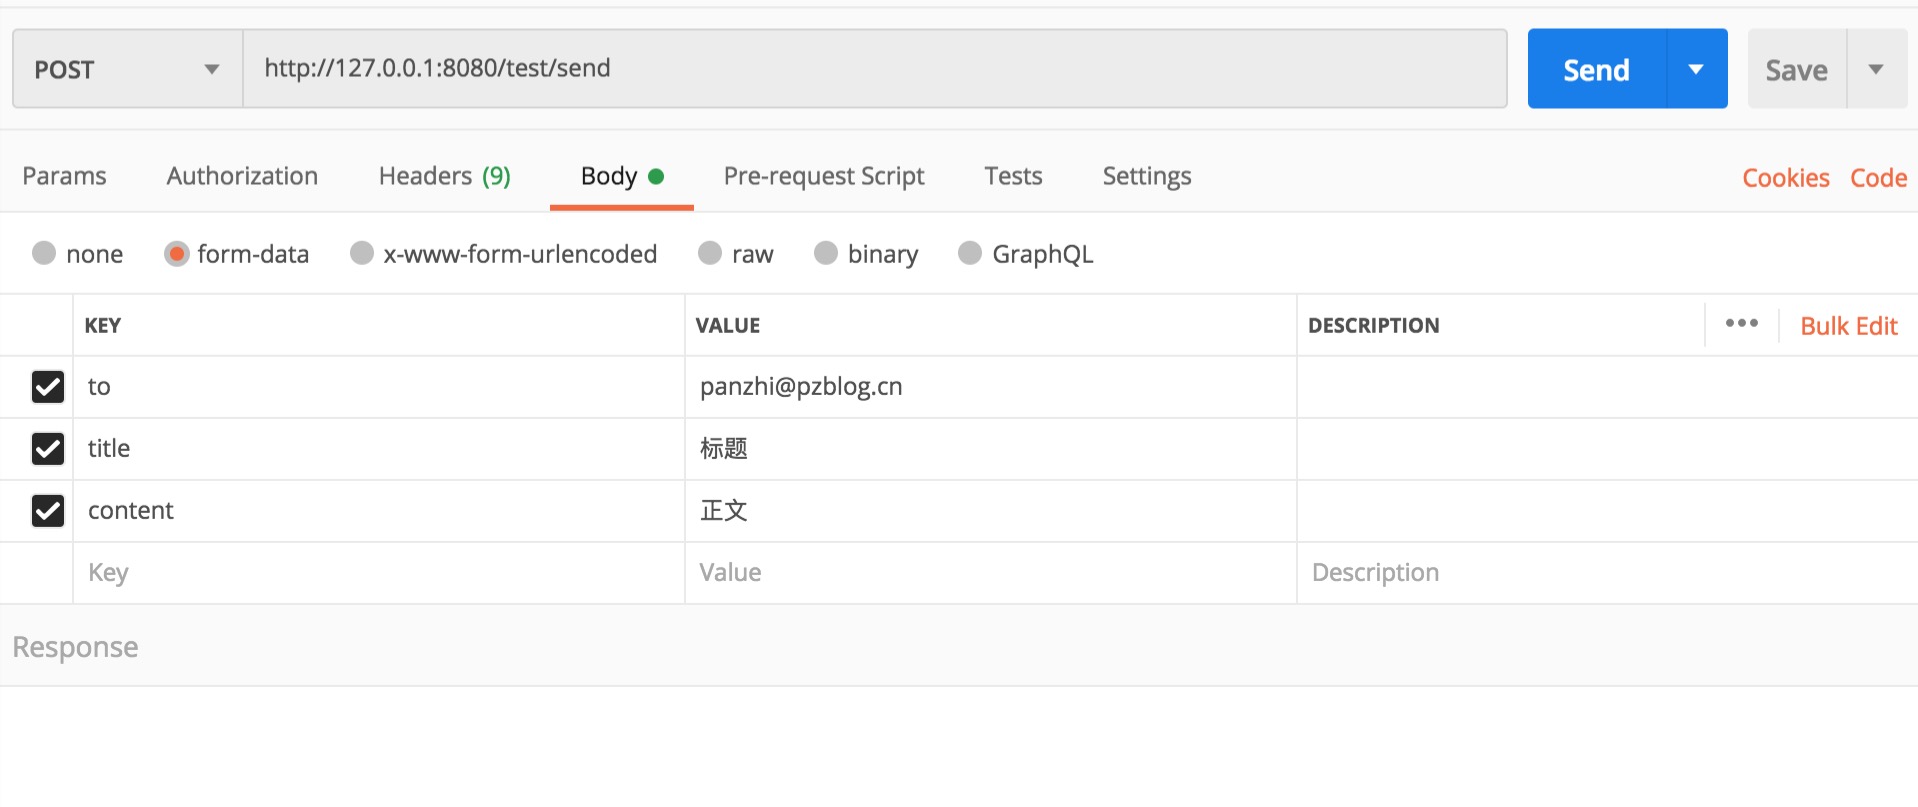 POST http://127.0.0.1:8080/test/send Send Save
Params Authorization Headers (9) Body Pre-request Script Tests Settings Cookies Code
none form-data x-www-form-urlencoded raw binary GraphQL
KEY VALUE DESCRIPTION ••• Bulk Edit
to panzhi@pzblog.cn
title 标题
content 正文
Key Value Description
Response